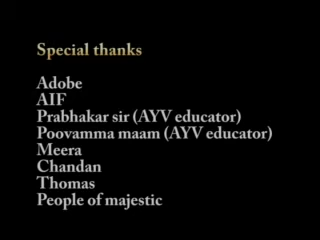 Special thanks
Adobe
AIF
Prabhakar sir (AYV educator)
Poovamma maam (AYV educator)
Meera
Chandan
Thomas
People of majestic